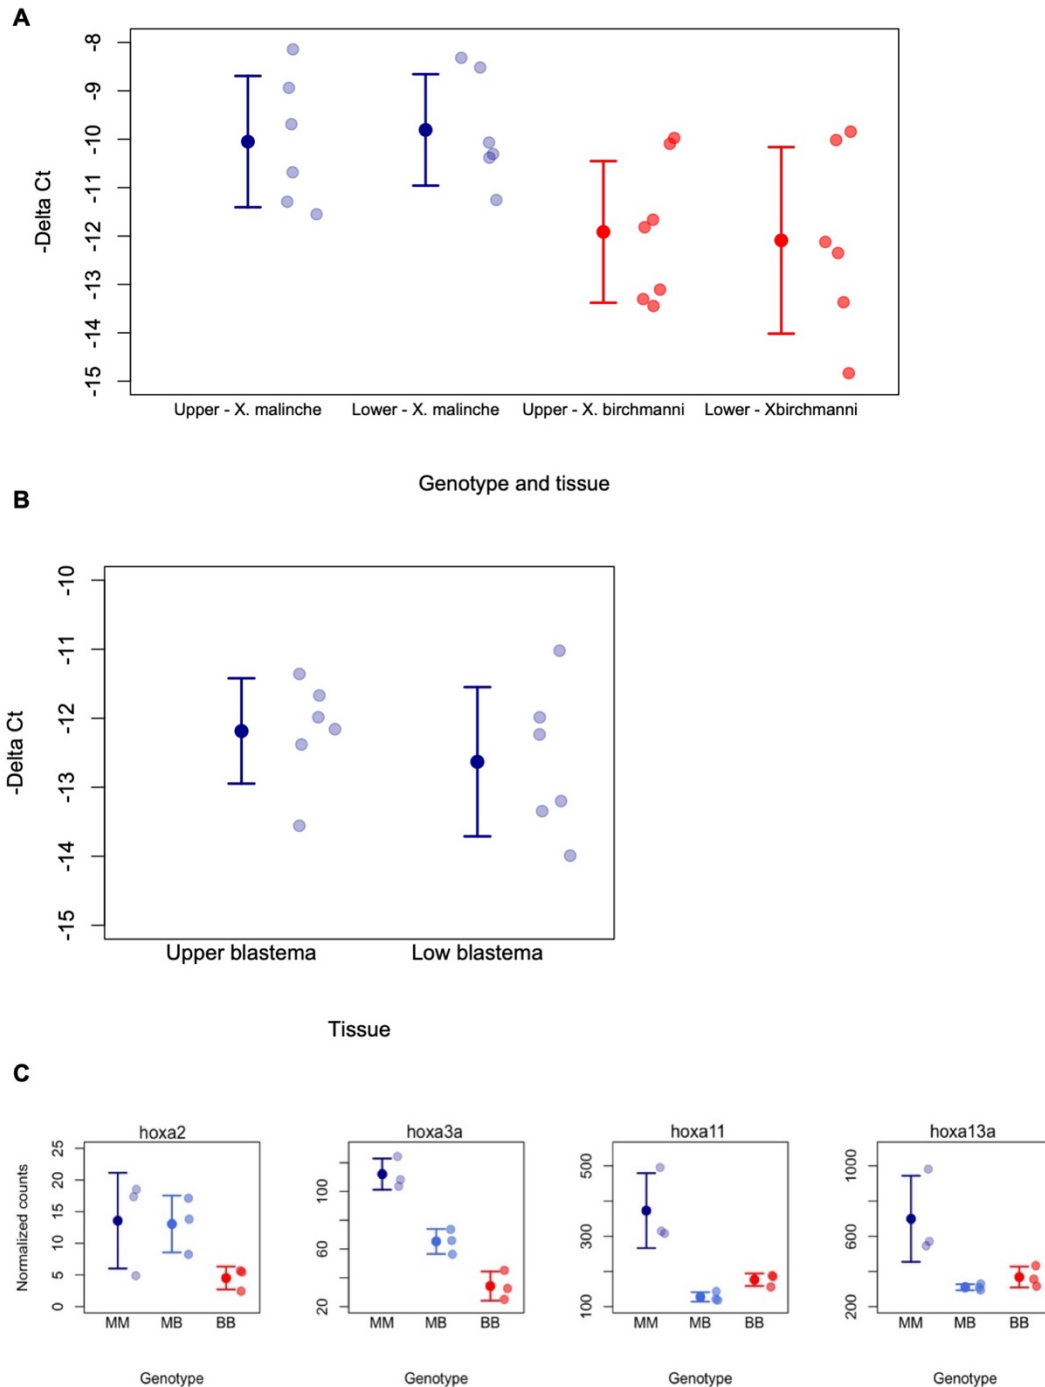 A
-Delta Ct
-8
-9
-10
-11
-12
-13
-14
-15
Upper - X. malinche Lower - X. malinche Upper - X. birchmanni Lower - Xbirchmanni
Genotype and tissue
B
-Delta Ct
-10
-11
-12
-13
-14
-15
Upper blastema Low blastema
Tissue
C
hoxa2 hoxa3a hoxa11 hoxa13a
Normalized counts
25
20
15
10
5
0
MM MB BB
Genotype
100
60
20
MM MB BB
Genotype
500
300
100
MM MB BB
Genotype
1000
600
200
MM MB BB
Genotype